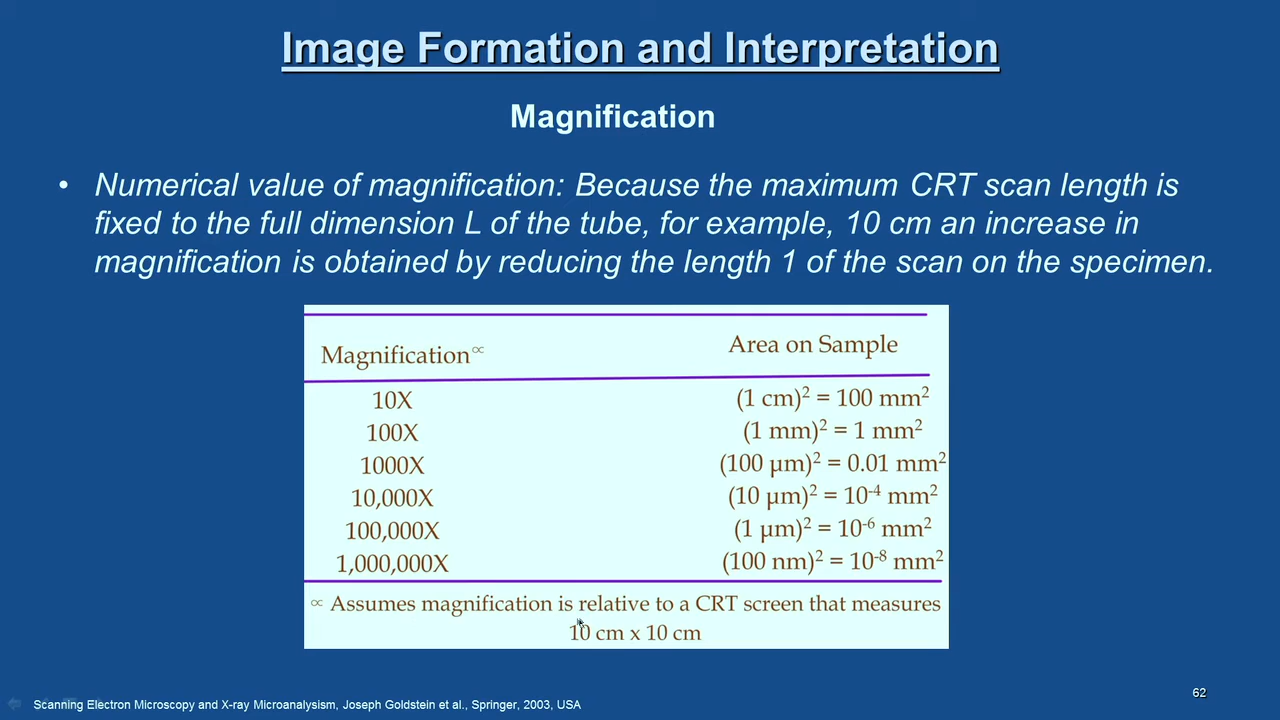 Image Formation and Interpretation
Magnification
• Numerical value of magnification: Because the maximum CRT scan length is
fixed to the full dimension L of the tube, for example, 10 cm an increase in
magnification is obtained by reducing the length 1 of the scan on the specimen.
Magnification∝ Area on Sample
10X (1 cm)² = 100 mm²
100X (1 mm)² = 1 mm²
1000X (100 µm)² = 0.01 mm²
10,000X (10 µm)² = 10⁻⁴ mm²
100,000X (1 µm)² = 10⁻⁶ mm²
1,000,000X (100 nm)² = 10⁻⁸ mm²
∝ Assumes magnification is relative to a CRT screen that measures
10 cm x 10 cm
62
Scanning Electron Microscopy and X-ray Microanalysism, Joseph Goldstein et al., Springer, 2003, USA